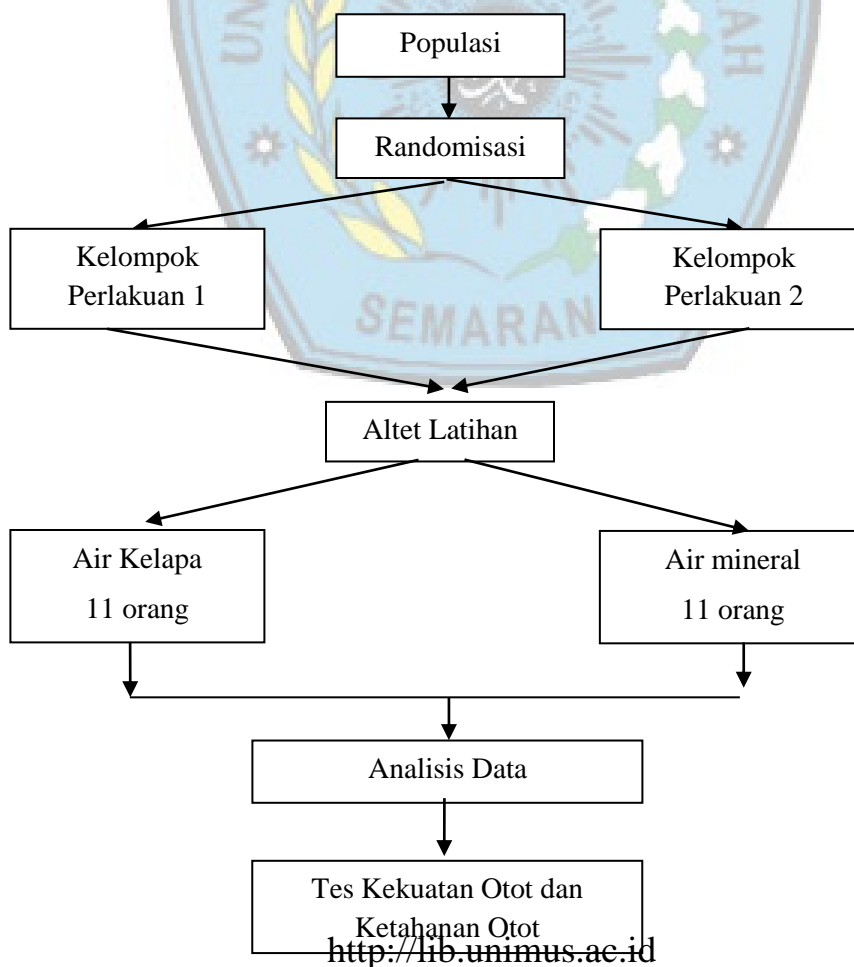 Populasi
Randomisasi
Kelompok
Perlakuan 1
Kelompok
Perlakuan 2
SEMARAN
Altet Latihan
Air Kelapa
11 orang
Air mineral
11 orang
Analisis Data
Tes Kekuatan Otot dan
Ketahanan Otot
http://lib.unimus.ac.id